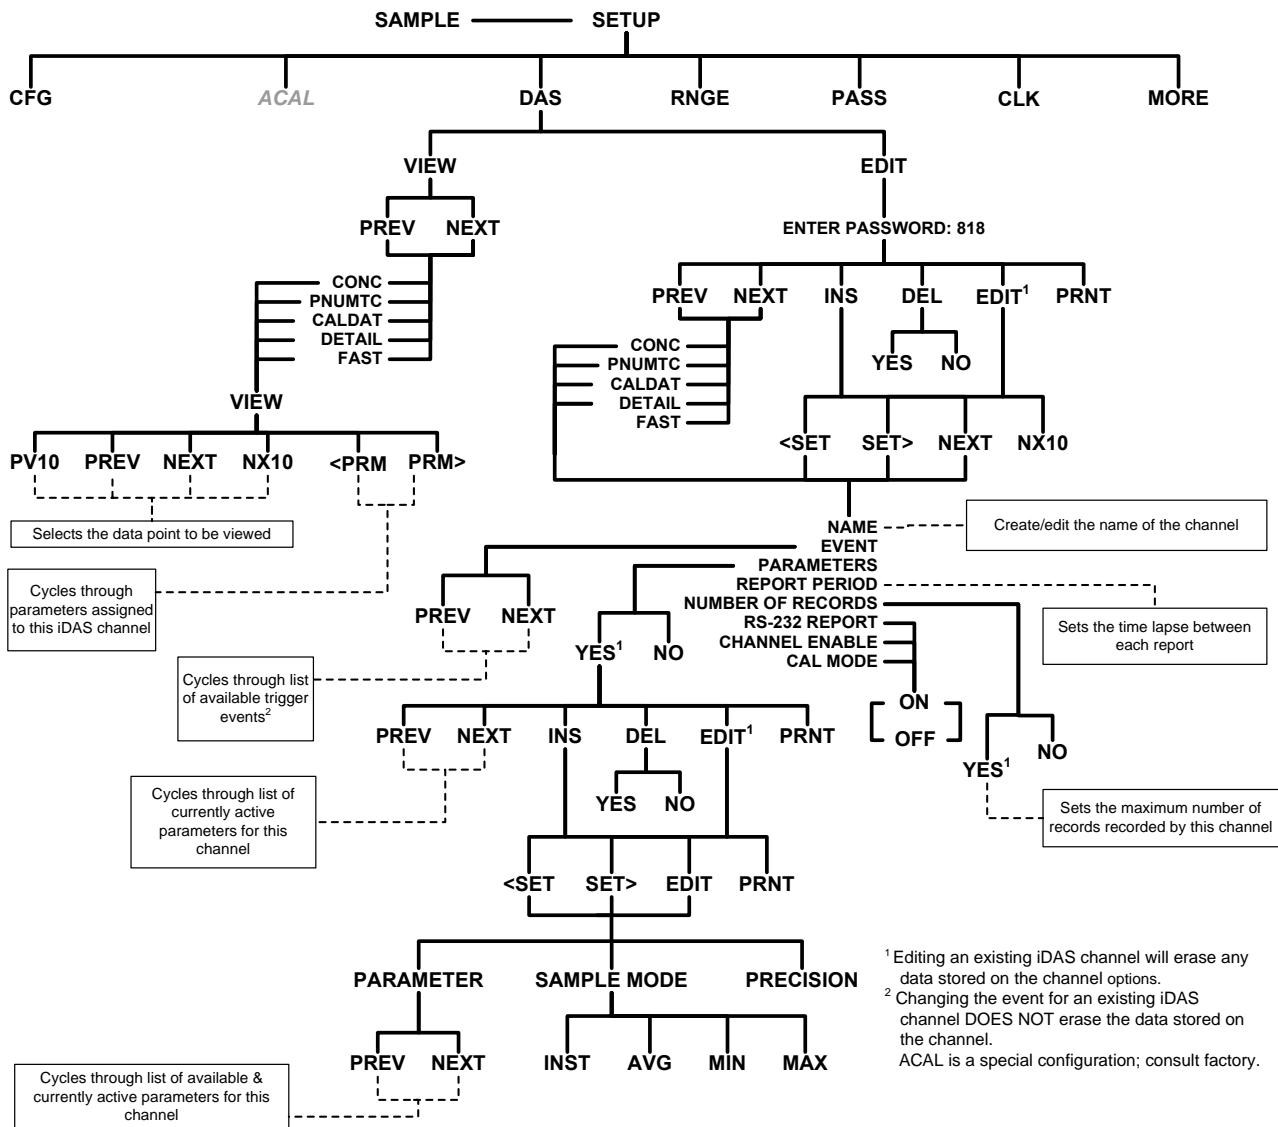 SAMPLE SETUP
CFG ACAL DAS RNGE PASS CLK MORE
VIEW EDIT
PREV NEXT
ENTER PASSWORD: 818
CONC
PNUMTC
CALDAT
DETAIL
FAST
PREV NEXT INS DEL EDIT¹ PRNT
YES NO
CONC
PNUMTC
CALDAT
DETAIL
FAST
VIEW
PV10 PREV NEXT NX10 <PRM PRM>
<SET SET> NEXT NX10
Selects the data point to be viewed
Cycles through
parameters assigned
to this iDAS channel
NAME
EVENT
PARAMETERS
REPORT PERIOD
NUMBER OF RECORDS
RS-232 REPORT
CHANNEL ENABLE
CAL MODE
Create/edit the name of the channel
Sets the time lapse between
each report
PREV NEXT
YES¹ NO
Cycles through list
of available trigger
events²
ON
OFF
YES¹ NO
Sets the maximum number of
records recorded by this channel
PREV NEXT INS DEL EDIT¹ PRNT
YES NO
Cycles through list of
currently active
parameters for this
channel
<SET SET> EDIT PRNT
PARAMETER SAMPLE MODE PRECISION
PREV NEXT INST AVG MIN MAX
Cycles through list of available &
currently active parameters for this
channel
¹ Editing an existing iDAS channel will erase any
data stored on the channel options.
² Changing the event for an existing iDAS
channel DOES NOT erase the data stored on
the channel.
ACAL is a special configuration; consult factory.